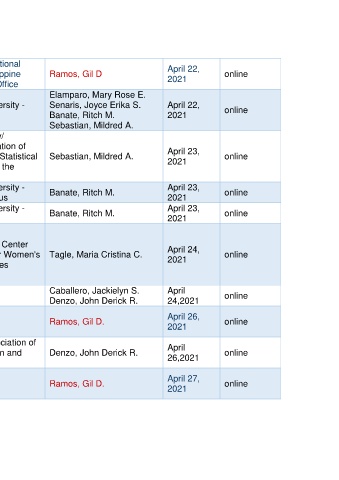 tional
ppine
Office
Ramos, Gil D
April 22,
2021
online
ersity -
Elamparo, Mary Rose E.
Senaris, Joyce Erika S.
Banate, Ritch M.
Sebastian, Mildred A.
April 22,
2021
online
y/
ation of
Statistical
the
Sebastian, Mildred A.
April 23,
2021
online
ersity -
us
Banate, Ritch M.
April 23,
2021
online
ersity -
Banate, Ritch M.
April 23,
2021
online
Center
r Women's
es
Tagle, Maria Cristina C.
April 24,
2021
online
Caballero, Jackielyn S.
Denzo, John Derick R.
April
24,2021
online
Ramos, Gil D.
April 26,
2021
online
ciation of
n and
Denzo, John Derick R.
April
26,2021
online
Ramos, Gil D.
April 27,
2021
online